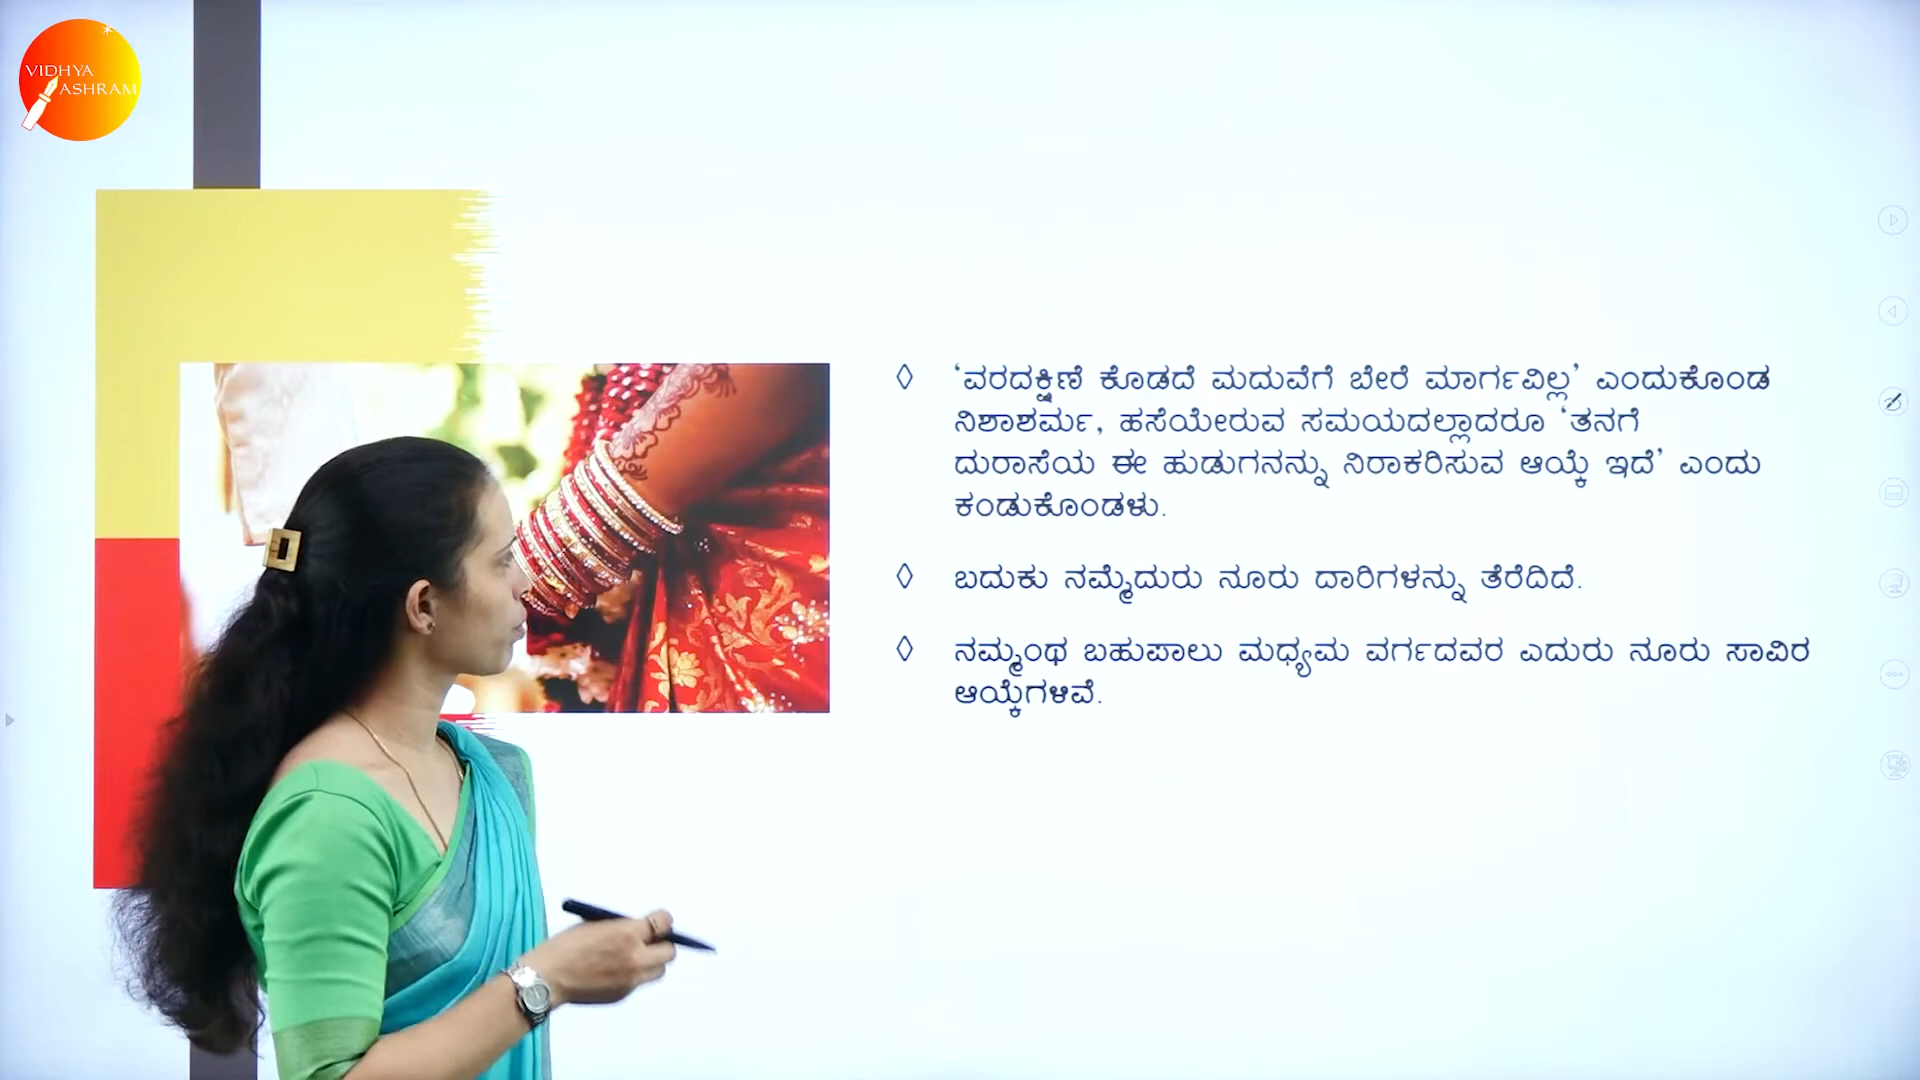 VIDHYA
ASHRAM
◊ ‘ವರದಕ್ಷಿಣೆ ಕೊಡದೆ ಮದುವೆಗೆ ಬೇರೆ ಮಾರ್ಗವಿಲ್ಲ’ ಎಂದುಕೊಂಡ
ನಿಶಾಶರ್ಮ, ಹಸೆಯೇರುವ ಸಮಯದಲ್ಲಾದರೂ ‘ತನಗೆ
ದುರಾಸೆಯ ಈ ಹುಡುಗನನ್ನು ನಿರಾಕರಿಸುವ ಆಯ್ಕೆ ಇದೆ’ ಎಂದು
ಕಂಡುಕೊಂಡಳು.
◊ ಬದುಕು ನಮ್ಮೆದುರು ನೂರು ದಾರಿಗಳನ್ನು ತೆರೆದಿದೆ.
◊ ನಮ್ಮಂಥ ಬಹುಪಾಲು ಮಧ್ಯಮ ವರ್ಗದವರ ಎದುರು ನೂರು ಸಾವಿರ
ಆಯ್ಕೆಗಳಿವೆ.